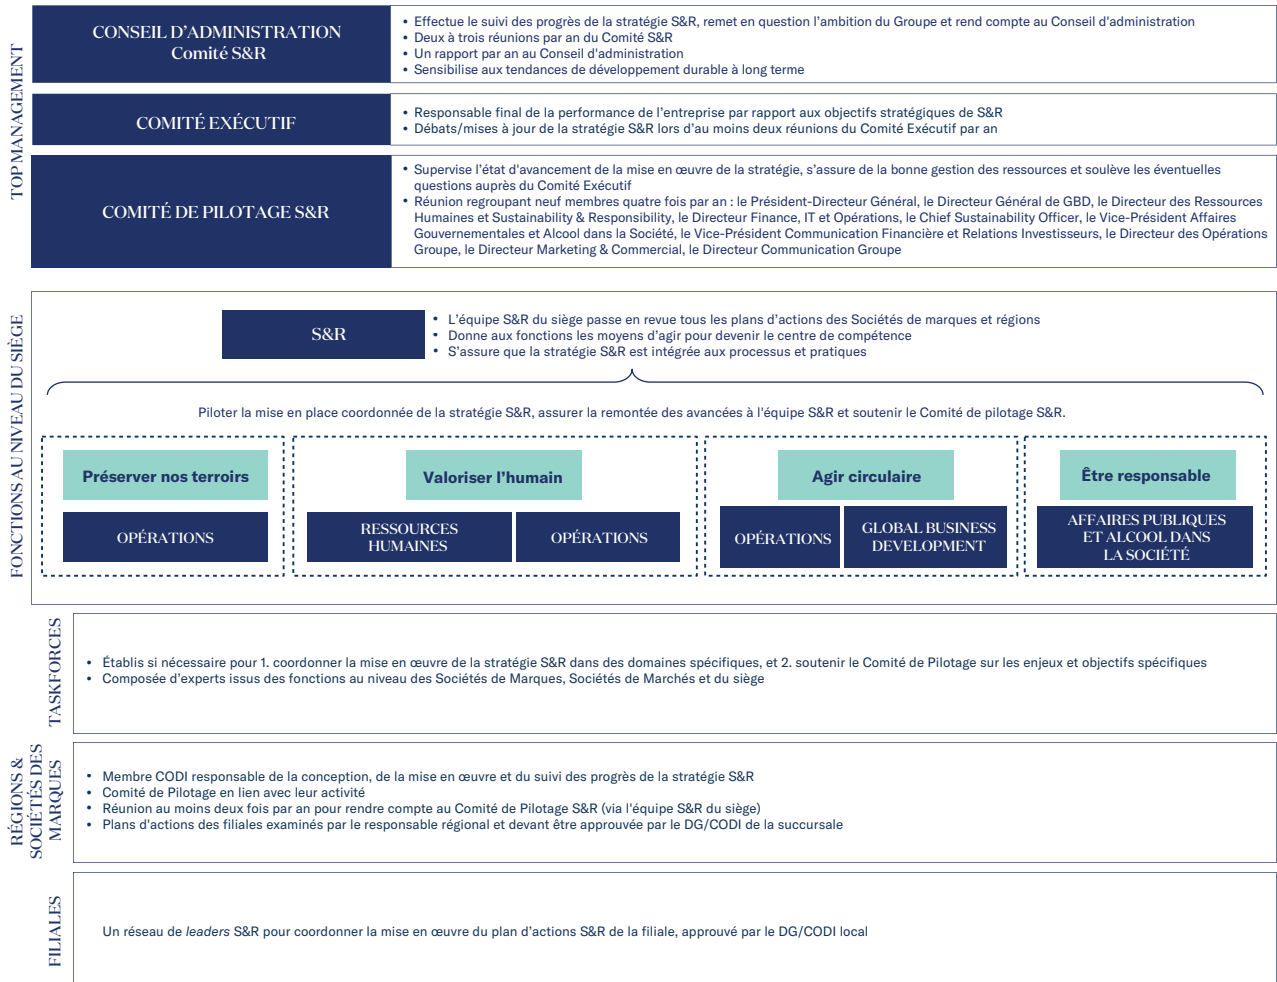 TOP MANAGEMENT
CONSEIL D’ADMINISTRATION
Comité S&R
• Effectue le suivi des progrès de la stratégie S&R, remet en question l’ambition du Groupe et rend compte au Conseil d'administration
• Deux à trois réunions par an du Comité S&R
• Un rapport par an au Conseil d'administration
• Sensibilise aux tendances de développement durable à long terme
COMITÉ EXÉCUTIF
• Responsable final de la performance de l’entreprise par rapport aux objectifs stratégiques de S&R
• Débats/mises à jour de la stratégie S&R lors d’au moins deux réunions du Comité Exécutif par an
COMITÉ DE PILOTAGE S&R
• Supervise l’état d'avancement de la mise en œuvre de la stratégie, s’assure de la bonne gestion des ressources et soulève les éventuelles
questions auprès du Comité Exécutif
• Réunion regroupant neuf membres quatre fois par an : le Président-Directeur Général, le Directeur Général de GBD, le Directeur des Ressources
Humaines et Sustainability & Responsibility, le Directeur Finance, IT et Opérations, le Chief Sustainability Officer, le Vice-Président Affaires
Gouvernementales et Alcool dans la Société, le Vice-Président Communication Financière et Relations Investisseurs, le Directeur des Opérations
Groupe, le Directeur Marketing & Commercial, le Directeur Communication Groupe
FONCTIONS AU NIVEAU DU SIÈGE
S&R
• L’équipe S&R du siège passe en revue tous les plans d’actions des Sociétés de marques et régions
• Donne aux fonctions les moyens d’agir pour devenir le centre de compétence
• S’assure que la stratégie S&R est intégrée aux processus et pratiques
Piloter la mise en place coordonnée de la stratégie S&R, assurer la remontée des avancées à l'équipe S&R et soutenir le Comité de pilotage S&R.
Préserver nos terroirs
OPÉRATIONS
Valoriser l’humain
RESSOURCES
HUMAINES
OPÉRATIONS
Agir circulaire
OPÉRATIONS
GLOBAL BUSINESS
DEVELOPMENT
Être responsable
AFFAIRES PUBLIQUES
ET ALCOOL DANS
LA SOCIÉTÉ
TASKFORCES
• Établis si nécessaire pour 1. coordonner la mise en œuvre de la stratégie S&R dans des domaines spécifiques, et 2. soutenir le Comité de Pilotage sur les enjeux et objectifs spécifiques
• Composée d’experts issus des fonctions au niveau des Sociétés de Marques, Sociétés de Marchés et du siège
RÉGIONS &
SOCIÉTÉS DES
MARQUES
• Membre CODI responsable de la conception, de la mise en œuvre et du suivi des progrès de la stratégie S&R
• Comité de Pilotage en lien avec leur activité
• Réunion au moins deux fois par an pour rendre compte au Comité de Pilotage S&R (via l'équipe S&R du siège)
• Plans d'actions des filiales examinés par le responsable régional et devant être approuvée par le DG/CODI de la succursale
FILIALES
Un réseau de leaders S&R pour coordonner la mise en œuvre du plan d’actions S&R de la filiale, approuvé par le DG/CODI local